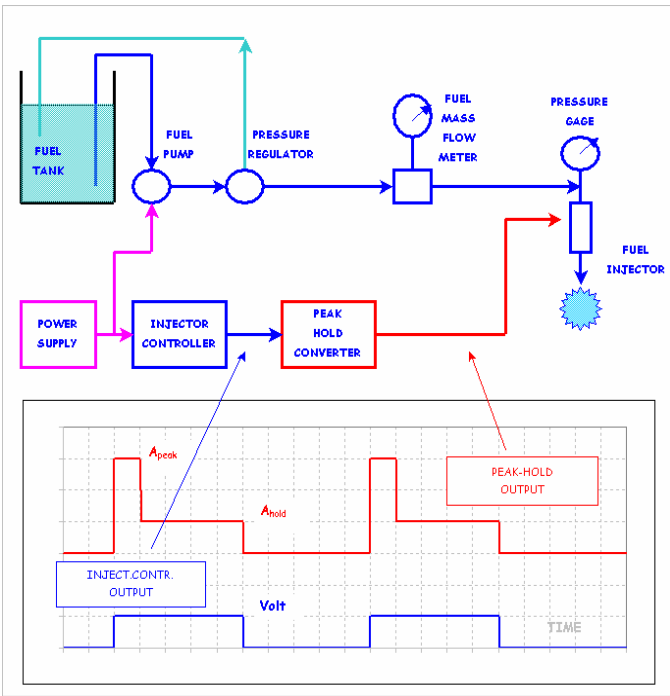 FUEL
TANK
FUEL
PUMP
PRESSURE
REGULATOR
FUEL
MASS
FLOW
METER
PRESSURE
GAGE
FUEL
INJECTOR
POWER
SUPPLY
INJECTOR
CONTROLLER
PEAK
HOLD
CONVERTER
Apeak
PEAK-HOLD
OUTPUT
Ahold
INJECT.CONTR.
OUTPUT
Volt
TIME